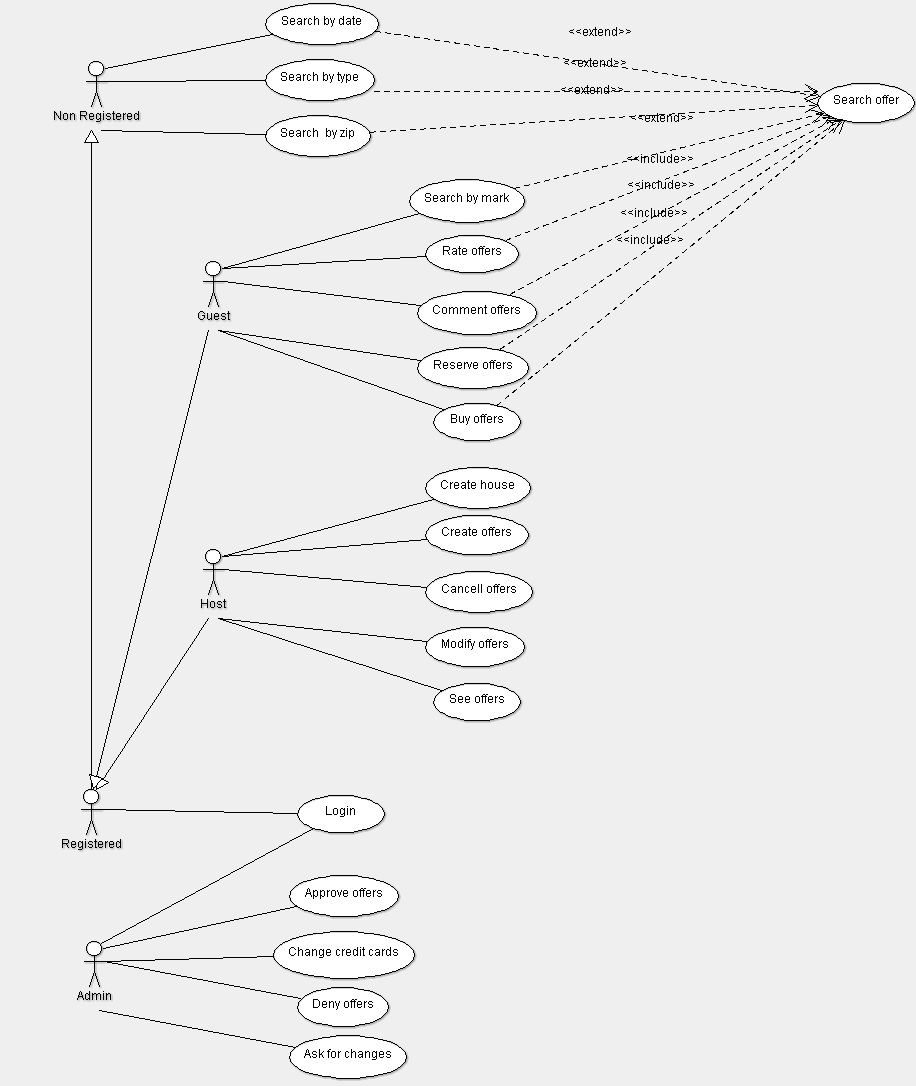 Search by date
<<extend>>
Search by type
<<extend>>
<<extend>>
Search offer
Non Registered
Search  by zip
<<extend>>
<<include>>
Search by mark
<<include>>
<<include>>
<<include>>
Rate offers
Guest
Comment offers
Reserve offers
Buy offers
Create house
Create offers
Host
Cancell offers
Modify offers
See offers
Registered
Login
Approve offers
Change credit cards
Admin
Deny offers
Ask for changes